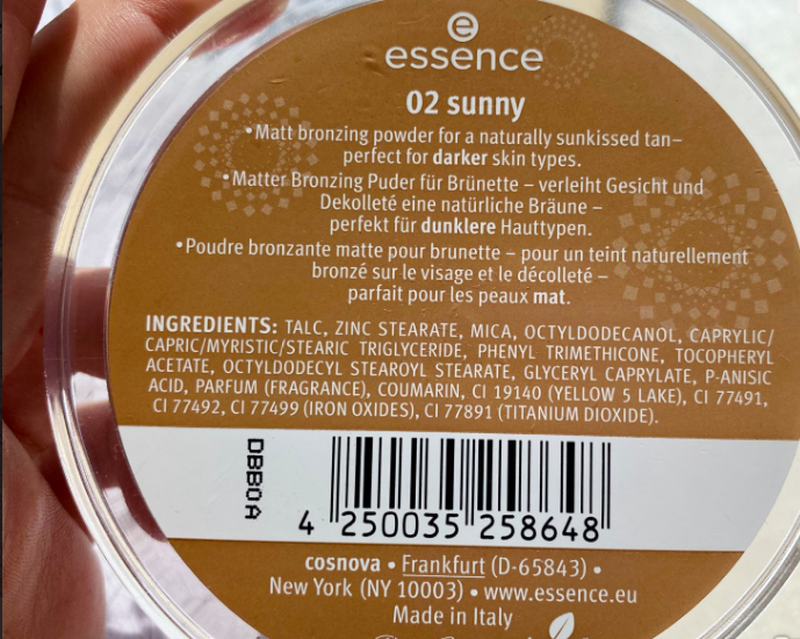 essence
02 sunny
•Matt bronzing powder for a naturally sunkissed tan–
perfect for darker skin types.
•Matter Bronzing Puder für Brünette – verleiht Gesicht und
Dekolleté eine natürliche Bräune –
perfekt für dunklere Hauttypen.
•Poudre bronzante matte pour brunette – pour un teint naturellement
bronzé sur le visage et le décolleté –
parfait pour les peaux mat.
INGREDIENTS: TALC, ZINC STEARATE, MICA, OCTYLDODECANOL, CAPRYLIC/
CAPRIC/MYRISTIC/STEARIC TRIGLYCERIDE, PHENYL TRIMETHICONE, TOCOPHERYL
ACETATE, OCTYLDODECYL STEAROYL STEARATE, GLYCERYL CAPRYLATE, P-ANISIC
ACID, PARFUM (FRAGRANCE), COUMARIN, CI 19140 (YELLOW 5 LAKE), CI 77491,
CI 77492, CI 77499 (IRON OXIDES), CI 77891 (TITANIUM DIOXIDE).
DBB0A
4 250035 258648
cosnova • Frankfurt (D-65843) •
New York (NY 10003) • www.essence.eu
Made in Italy